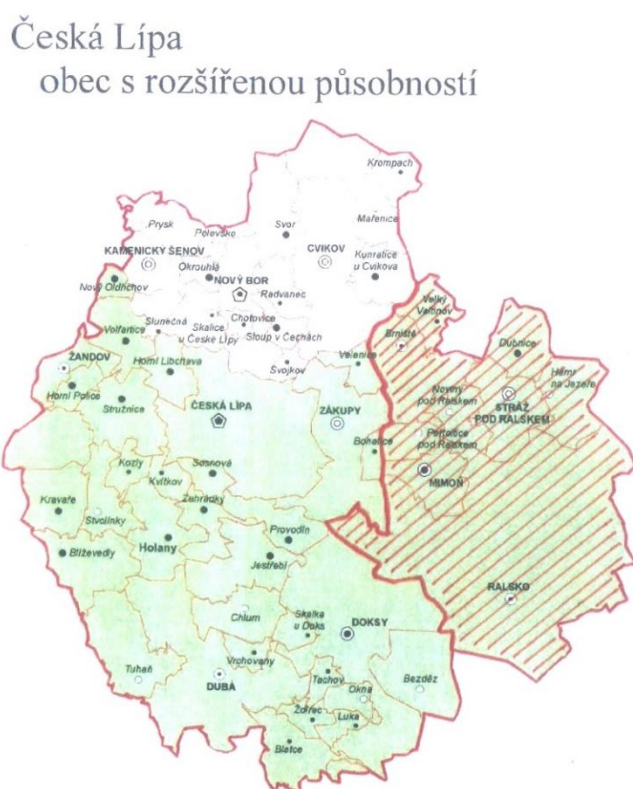 Česká Lípa
obec s rozšířenou působností
Krompach
Mařenice
Prysk
Polevsko
Svor
KAMENICKÝ ŠENOV
CVIKOV
Okrouhlá
Kunratice
u Cvikova
Nový Oldřichov
NOVÝ BOR
Radvanec
Velký
Valtinov
Slunečná
Skalice
u České Lípy
Chotovice
Sloup v Čechách
Volfartice
Brniště
Dubnice
ŽANDOV
Horní Libchava
Svojkov
Velenice
Hamr
na Jezeře
Horní Police
Stružnice
Noviny
pod Ralskem
STRÁŽ
POD RALSKEM
ČESKÁ LÍPA
ZÁKUPY
Pertoltice
pod Ralskem
Bohatice
Kozly
Kvítkov
Sosnová
MIMOŇ
Kravaře
Stvolínky
Zahrádky
Holany
Provodín
Blíževedly
Jestřebí
RALSKO
Chlum
Skalka
u Doks
DOKSY
Tuhaň
Vrchovany
DUBÁ
Tachov
Okna
Bezděz
Ždírec
Luka
Blatce